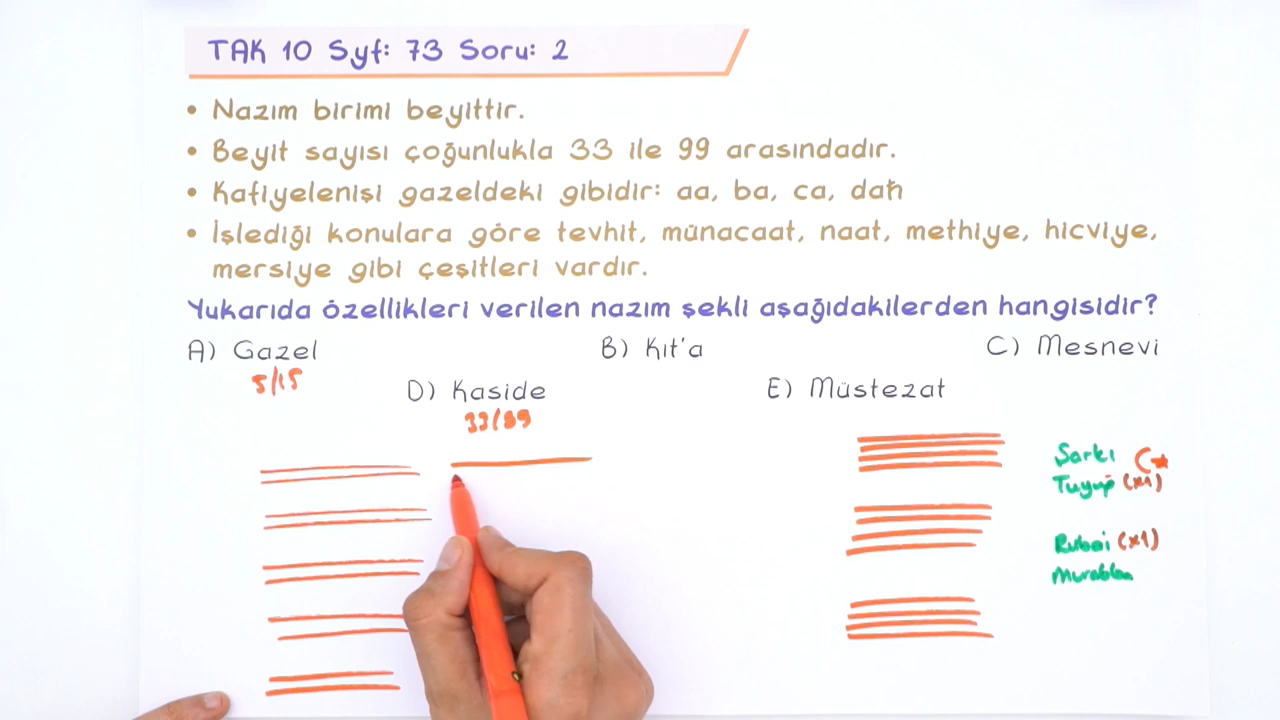 TAK 10 Syf: 73 Soru: 2
• Nazım birimi beyittir.
• Beyit sayısı çoğunlukla 33 ile 99 arasındadır.
• Kafiyelenişi gazeldeki gibidir: aa, ba, ca, dah
• İşlediği konulara göre tevhit, münacaat, naat, methiye, hicviye,
mersiye gibi çeşitleri vardır.
Yukarıda özellikleri verilen nazım şekli aşağıdakilerden hangisidir?
A) Gazel B) Kıt'a C) Mesnevi
5/15
D) Kaside E) Müstezat
33/99
Şarkı
Tuyuğ (x1)
Rubai (x1)